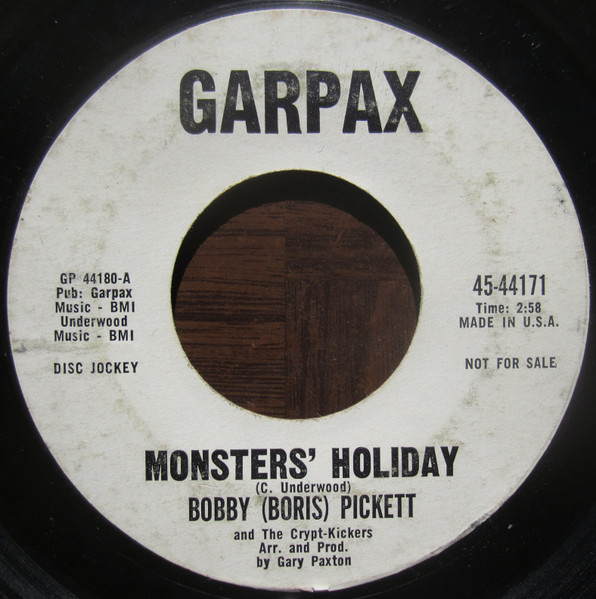 GARPAX
GP 44180-A
Pub: Garpax
Music - BMI
Underwood
Music - BMI
DISC JOCKEY
45-44171
Time: 2:58
MADE IN U.S.A.
NOT FOR SALE
MONSTERS' HOLIDAY
(C. Underwood)
BOBBY (BORIS) PICKETT
and The Crypt-Kickers
Arr. and Prod.
by Gary Paxton